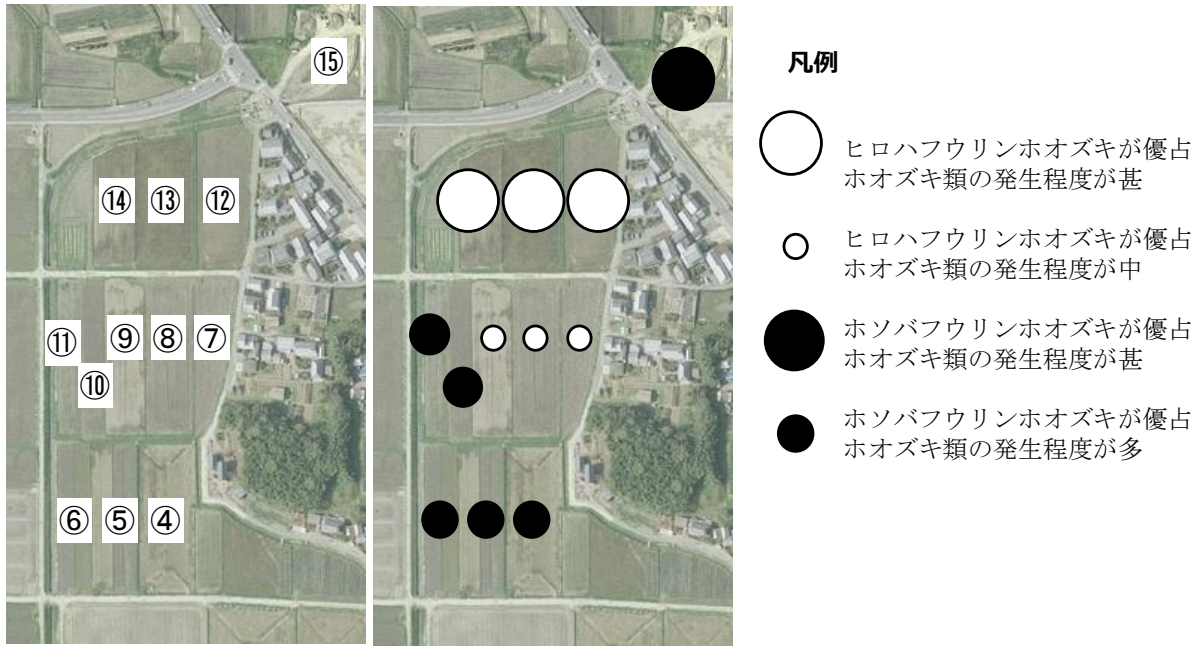 ⑮
⑭ ⑬ ⑫
⑪ ⑨ ⑧ ⑦
⑩
⑥ ⑤ ④
凡例
ヒロハフウリンホオズキが優占
ホオズキ類の発生程度が甚
ヒロハフウリンホオズキが優占
ホオズキ類の発生程度が中
ホソバフウリンホオズキが優占
ホオズキ類の発生程度が甚
ホソバフウリンホオズキが優占
ホオズキ類の発生程度が多